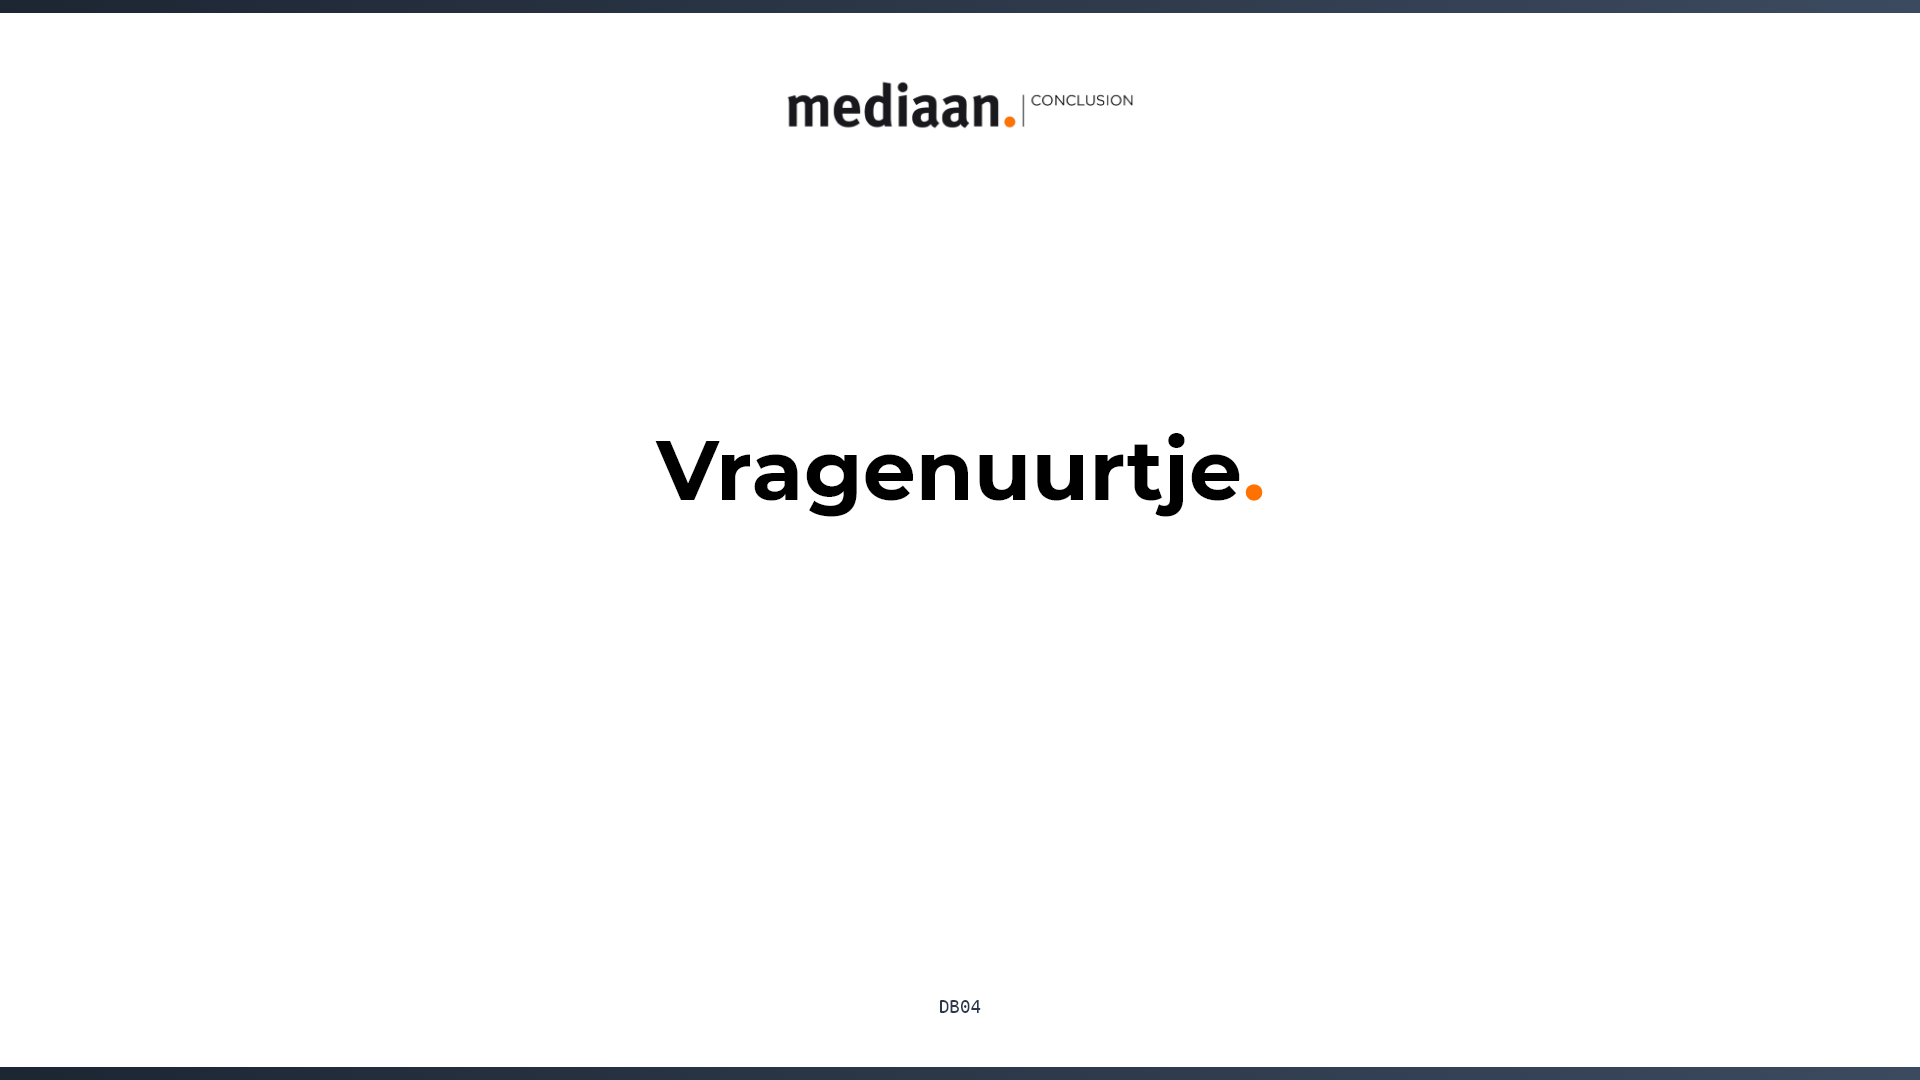 mediaan. | CONCLUSION
Vragenuurtje.
DB04